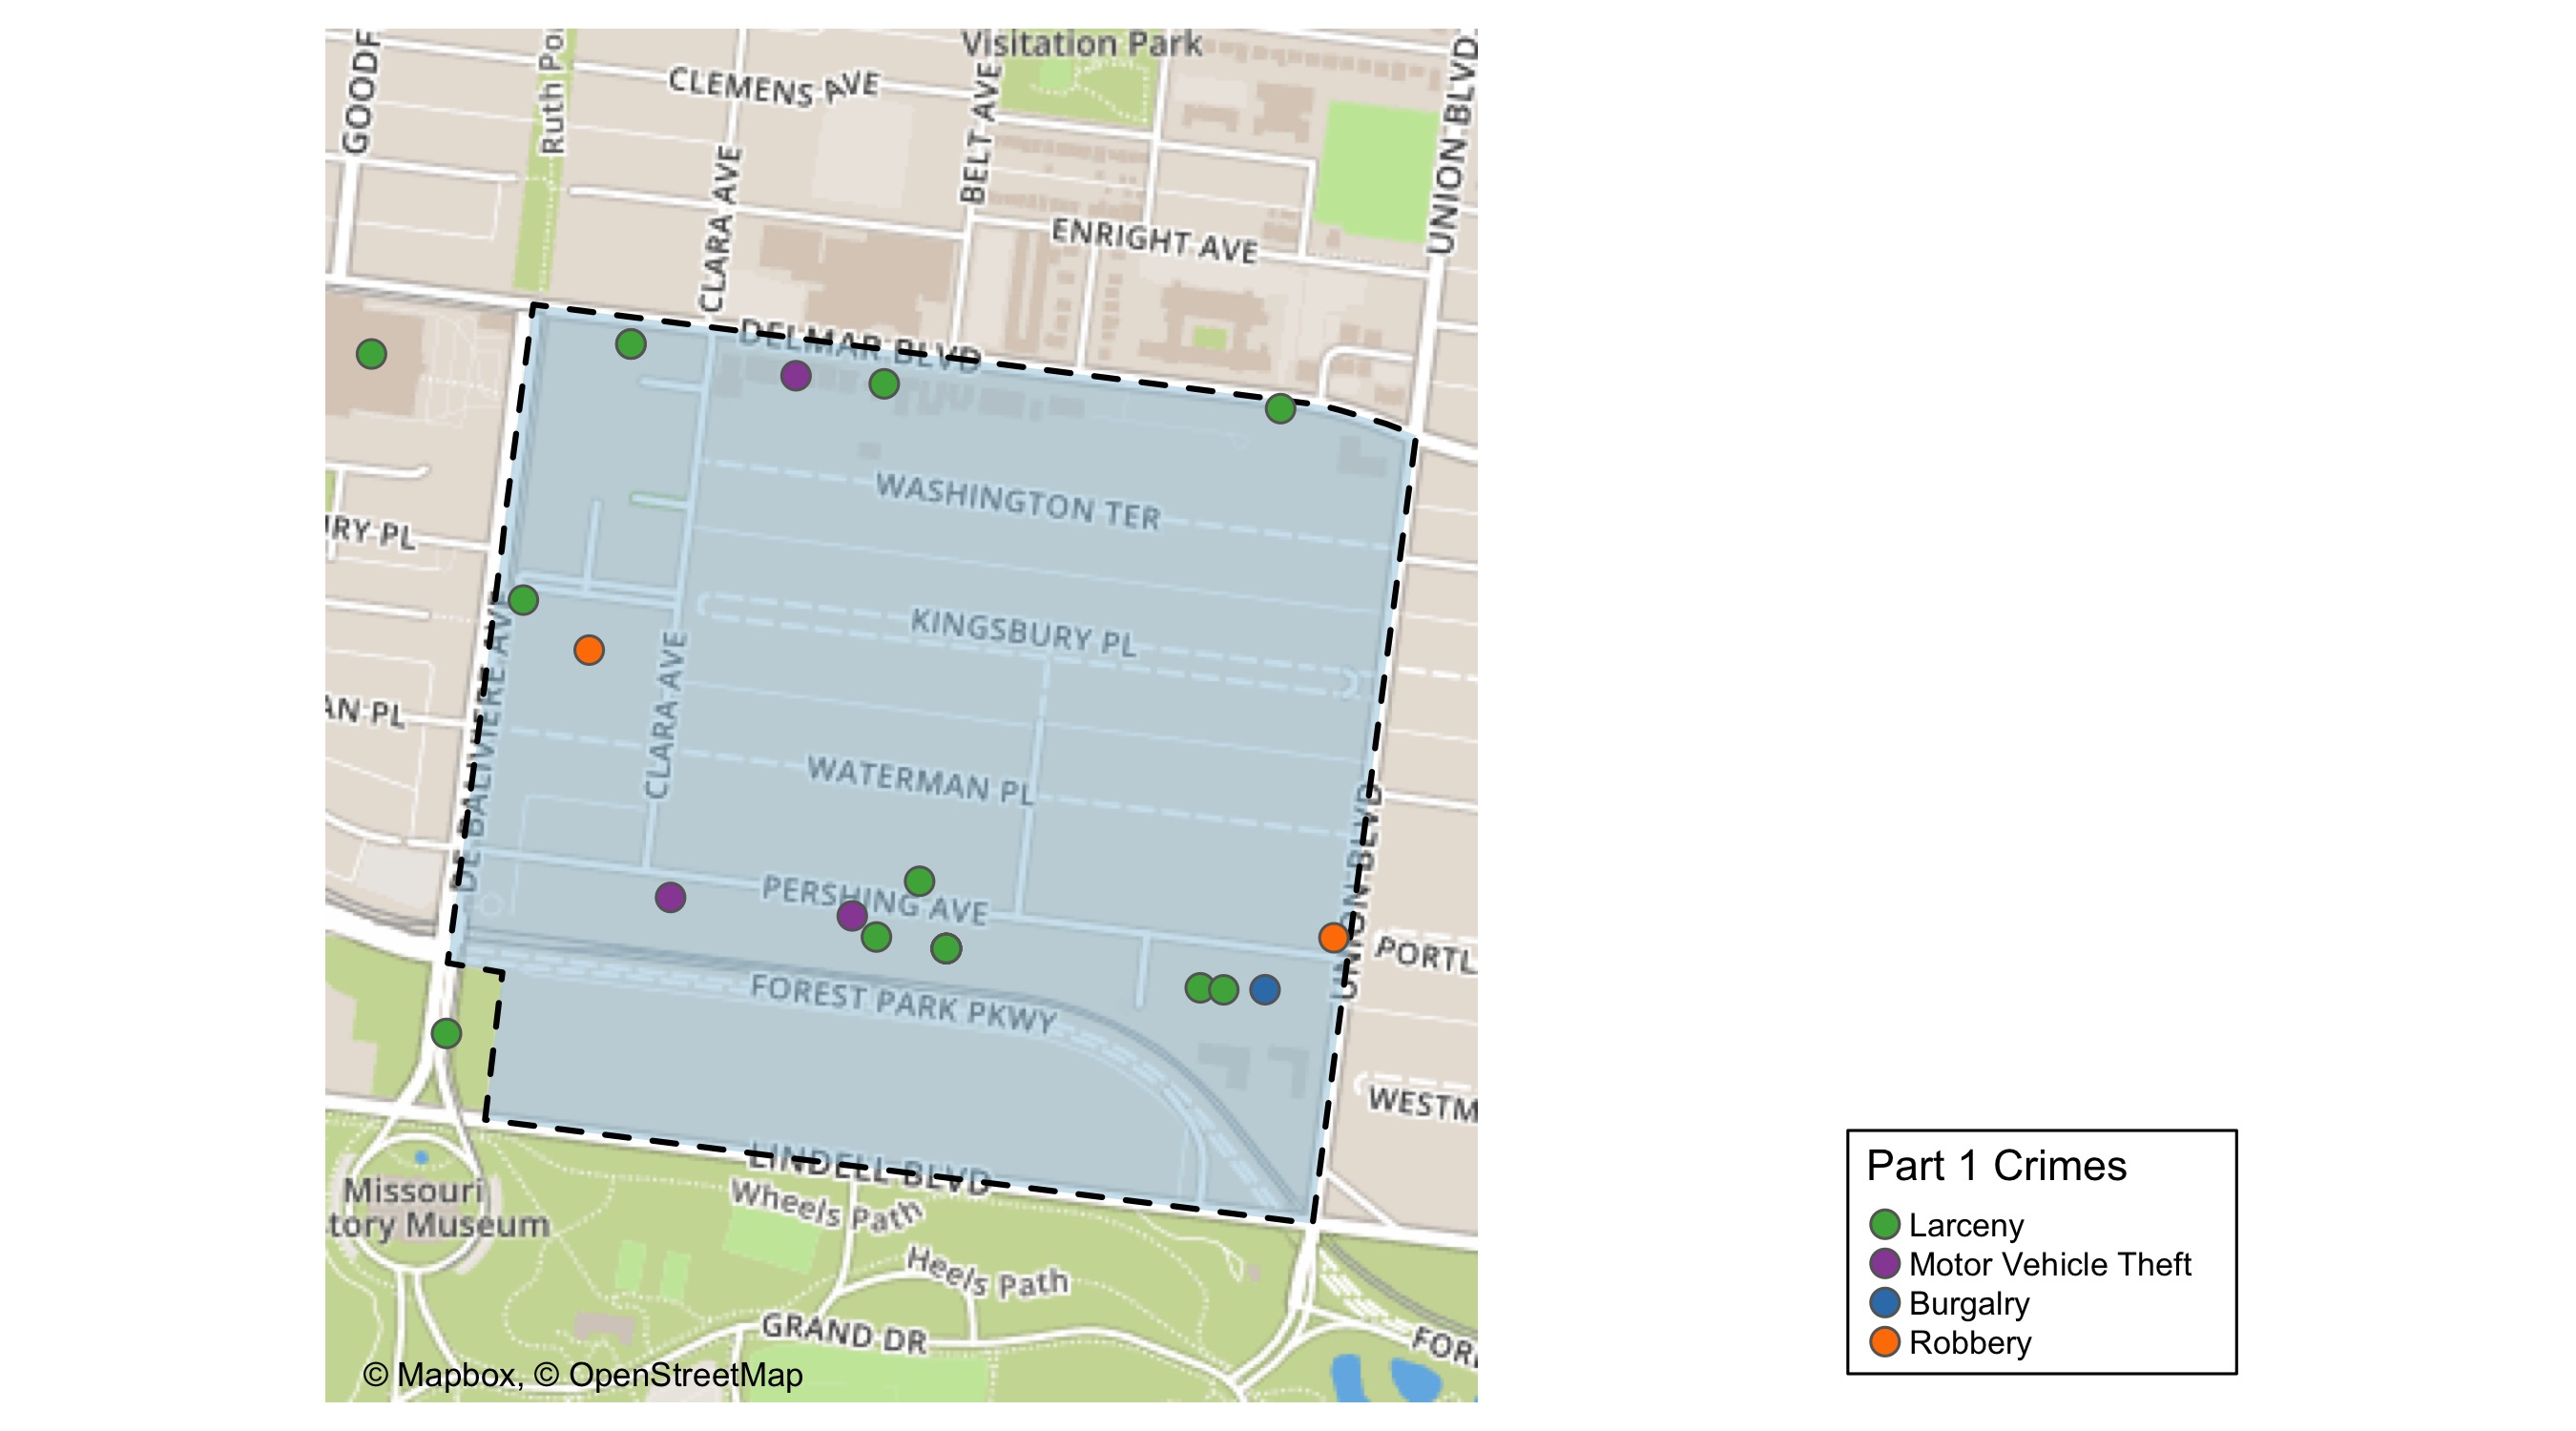 Visitation Park
GOODF
Ruth Po
CLEMENS AVE
BELT AVE
UNION BLVD
CLARA AVE
ENRIGHT AVE
DELMAR BLVD
WASHINGTON TER
RY PL
KINGSBURY PL
DE BALIVIERE AVE
CLARA AVE
AN PL
WATERMAN PL
UNION BLVD
PERSHING AVE
PORTL
FOREST PARK PKWY
WESTM
LINDELL BLVD
Missouri
tory Museum
Wheels Path
Heels Path
GRAND DR
FOR
© Mapbox, © OpenStreetMap
Part 1 Crimes
Larceny
Motor Vehicle Theft
Burgalry
Robbery